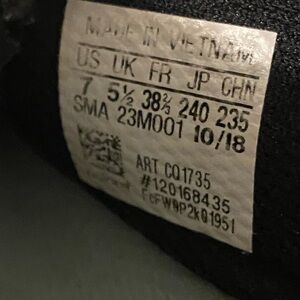 MADE IN VIETNAM
US UK FR JP CHN
7 5½ 38⅔ 240 235
SMA 23M001 10/18
ART CQ1735
#120168435
FcFW9P2kQ1951